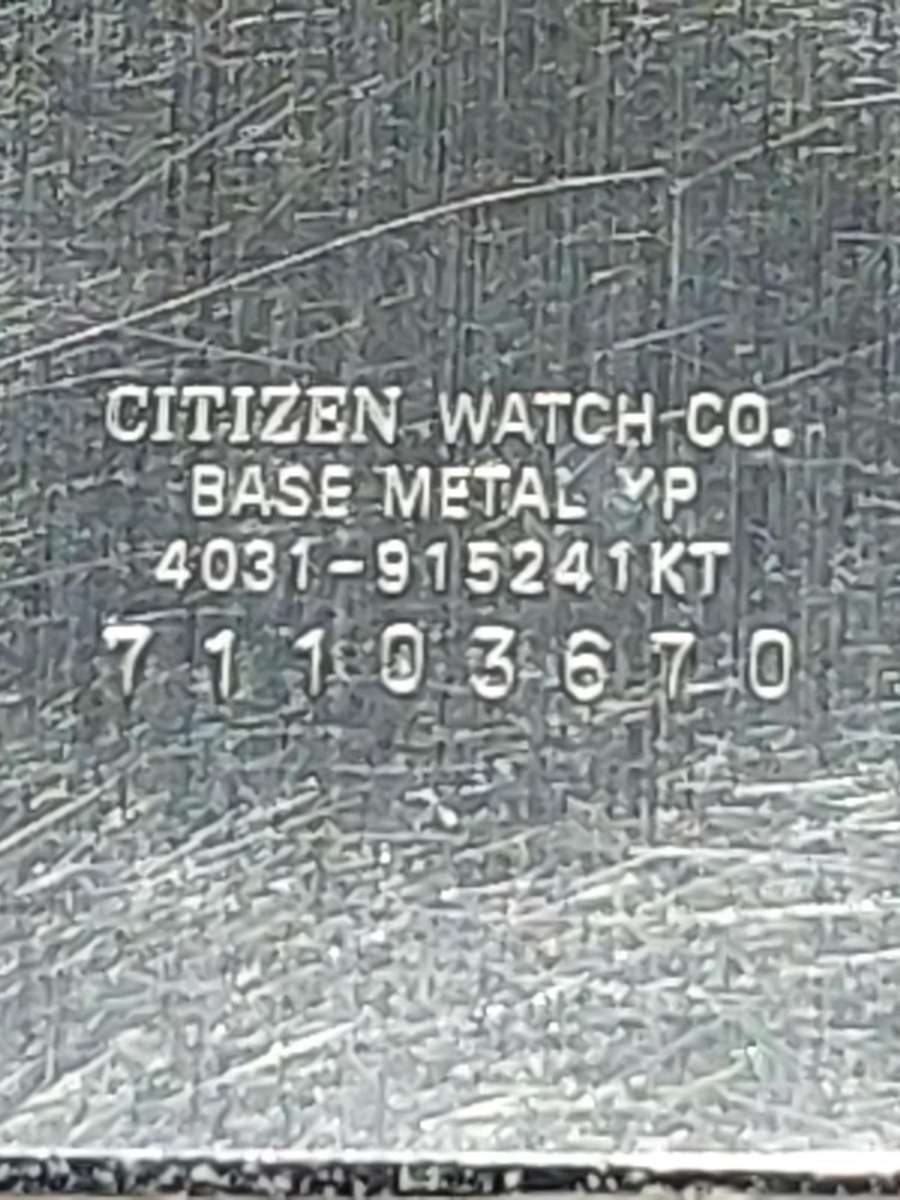 CITIZEN WATCH CO.
BASE METAL YP
4031-915241KT
71103670